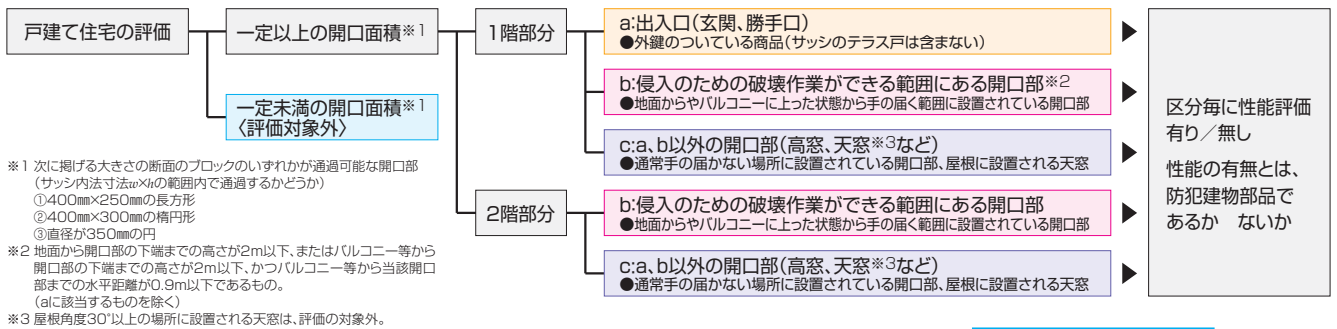 戸建て住宅の評価
一定以上の開口面積※1
一定未満の開口面積※1
〈評価対象外〉
1階部分
a:出入口(玄関、勝手口)
●外鍵のついている商品(サッシのテラス戸は含まない)
b:侵入のための破壊作業ができる範囲にある開口部※2
●地面からやバルコニーに上った状態から手の届く範囲に設置されている開口部
c:a、b以外の開口部(高窓、天窓※3など)
●通常手の届かない場所に設置されている開口部、屋根に設置される天窓
2階部分
b:侵入のための破壊作業ができる範囲にある開口部
●地面からやバルコニーに上った状態から手の届く範囲に設置されている開口部
c:a、b以外の開口部(高窓、天窓※3など)
●通常手の届かない場所に設置されている開口部、屋根に設置される天窓
区分毎に性能評価
有り/無し
性能の有無とは、
防犯建物部品で
あるか ないか
※1 次に掲げる大きさの断面のブロックのいずれかが通過可能な開口部
(サッシ内法寸法w×hの範囲内で通過するかどうか)
①400㎜×250㎜の長方形
②400㎜×300㎜の楕円形
③直径が350㎜の円
※2 地面から開口部の下端までの高さが2m以下、またはバルコニー等から
開口部の下端までの高さが2m以下、かつバルコニー等から当該開口
部までの水平距離が0.9m以下であるもの。
(aに該当するものを除く)
※3 屋根角度30°以上の場所に設置される天窓は、評価の対象外。